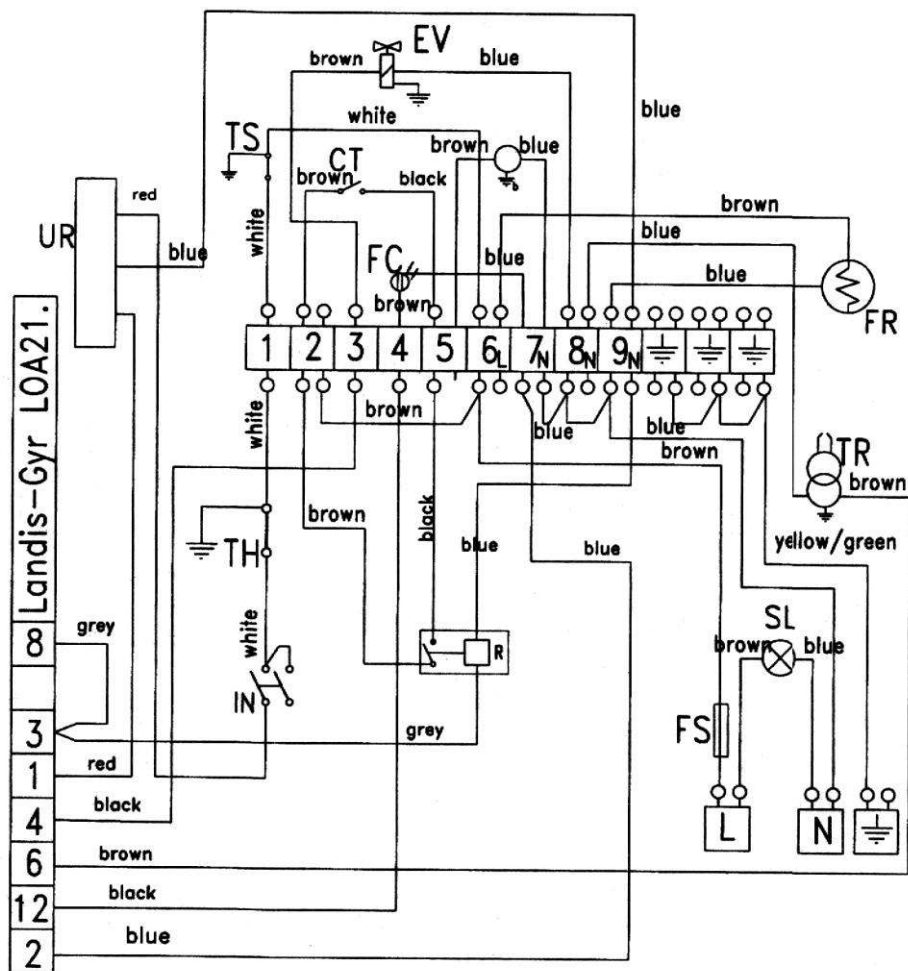 EV
brown
blue
white
TS
brown
blue
blue
CT
brown
black
red
brown
UR
white
blue
blue
FC
blue
blue
brown
FR
1 2 3 4 5 6L 7N 8N 9N
Landis-Gyr LOA21.
white
brown
blue
blue
brown
TR
brown
brown
black
blue
blue
yellow/green
TH
8
grey
white
SL
brown
blue
R
IN
3
grey
FS
1
red
4
black
L
N
6
brown
12
black
2
blue